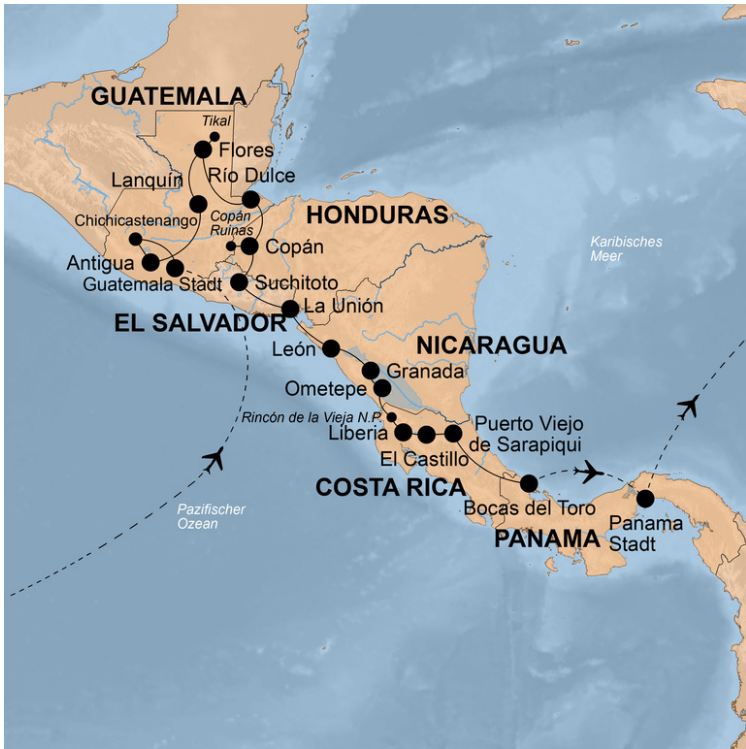 GUATEMALA
Tikal
Flores
Lanquín
Río Dulce
Chichicastenango
Copán
Ruinas
HONDURAS
Karibisches
Meer
Copán
Antigua
Guatemala Stadt
Suchitoto
La Unión
EL SALVADOR
León
NICARAGUA
Granada
Ometepe
Rincón de la Vieja N.P.
Liberia
Puerto Viejo
de Sarapiqui
El Castillo
COSTA RICA
Bocas del Toro
Pazifischer
Ozean
PANAMA
Panama
Stadt